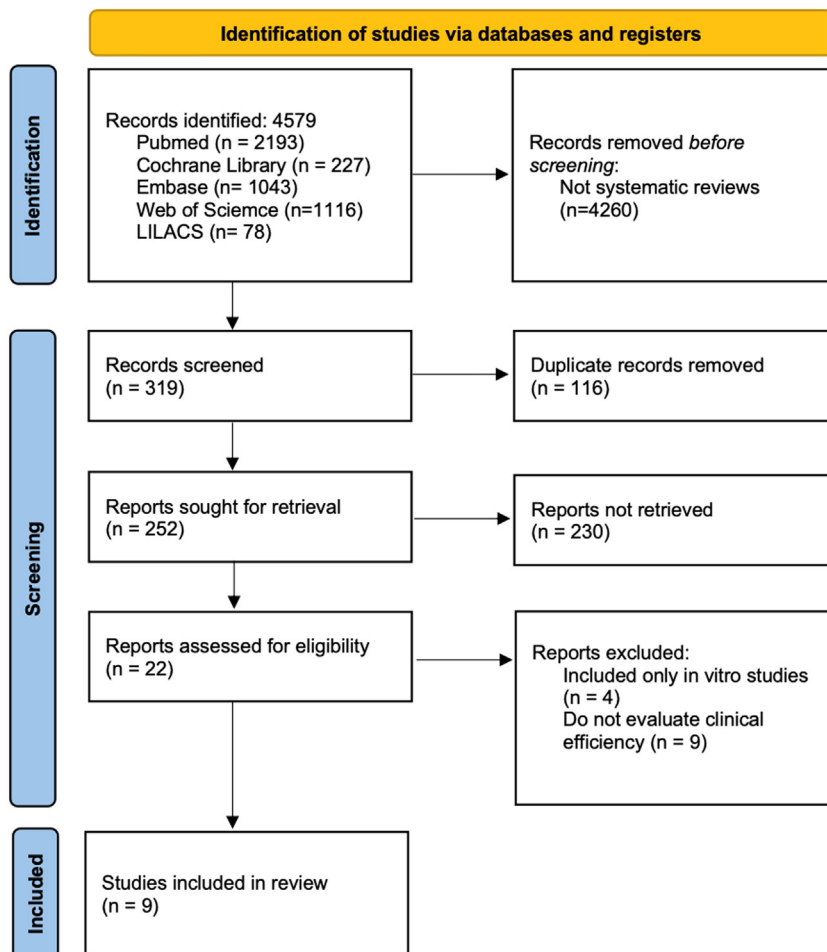 Identification of studies via databases and registers
Identification
Records identified: 4579
Pubmed (n = 2193)
Cochrane Library (n = 227)
Embase (n= 1043)
Web of Sciemce (n=1116)
LILACS (n= 78)
Records removed before
screening:
Not systematic reviews
(n=4260)
Screening
Records screened
(n = 319)
Duplicate records removed
(n = 116)
Reports sought for retrieval
(n = 252)
Reports not retrieved
(n = 230)
Reports assessed for eligibility
(n = 22)
Reports excluded:
Included only in vitro studies
(n = 4)
Do not evaluate clinical
efficiency (n = 9)
Included
Studies included in review
(n = 9)